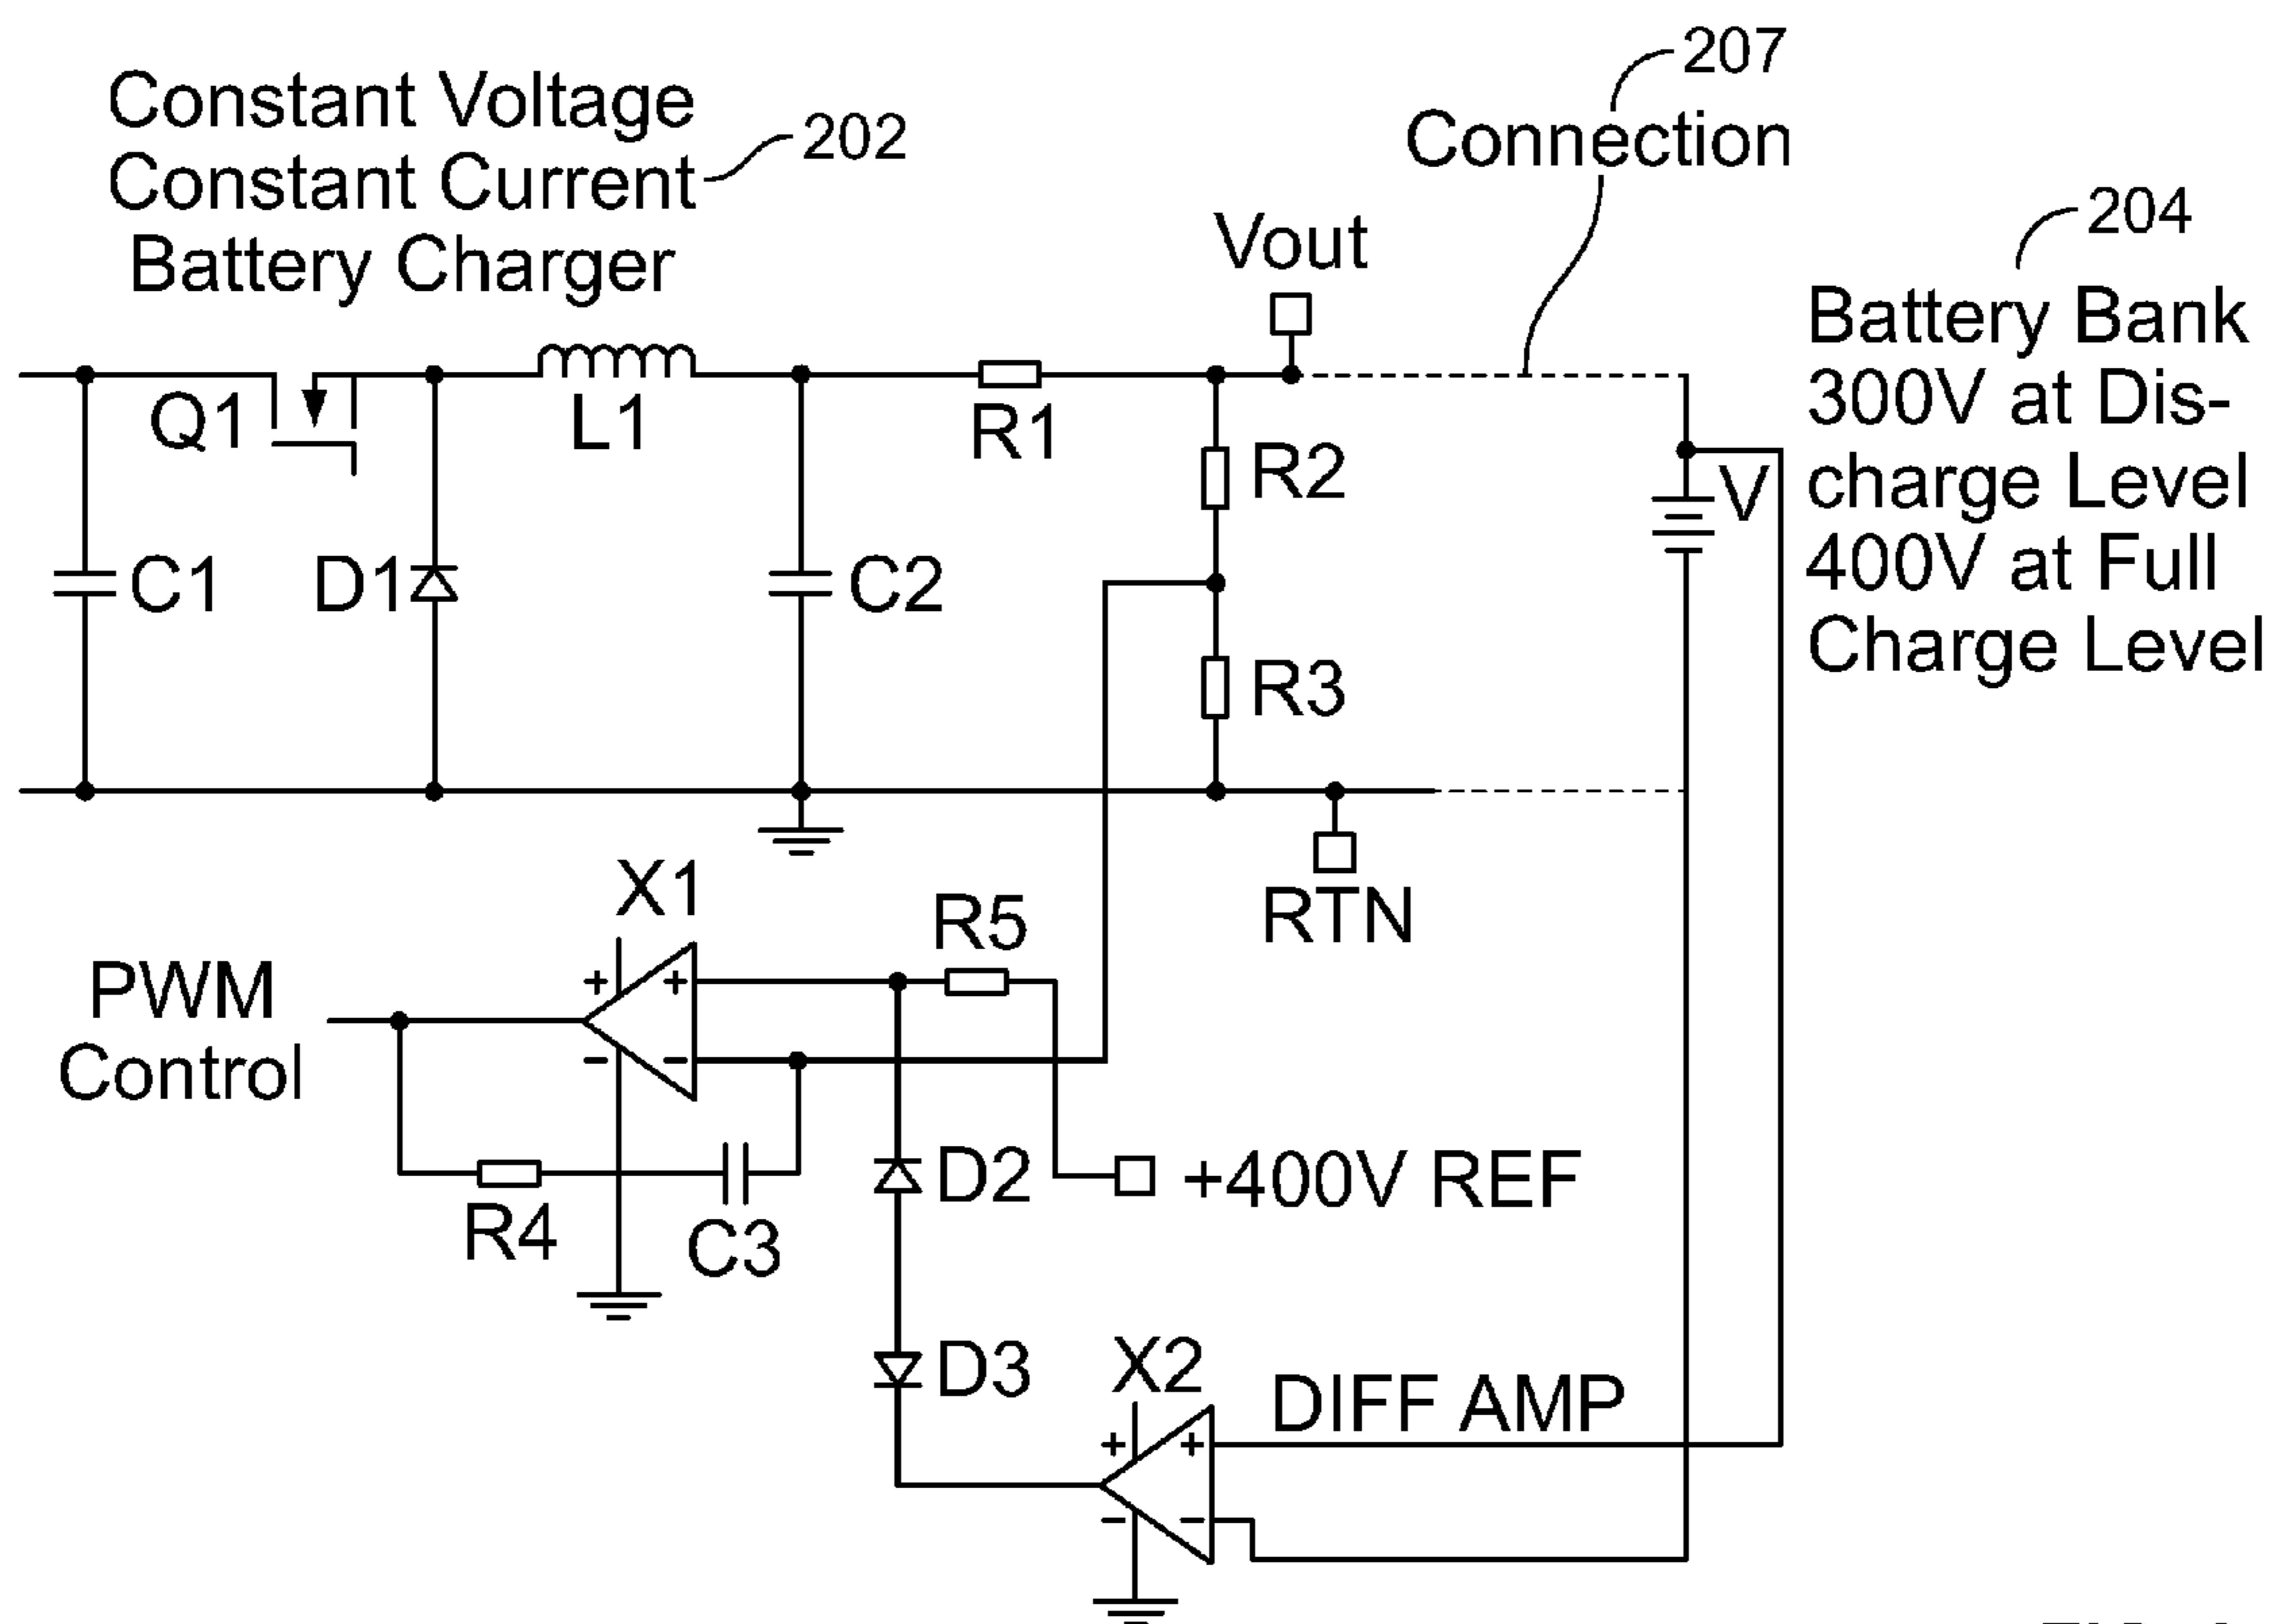 Constant Voltage
Constant Current
Battery Charger
202
207
Connection
204
Battery Bank
300V at Dis-
charge Level
400V at Full
Charge Level
Vout
Q1
L1
R1
R2
V
C1
D1
C2
R3
RTN
X1
R5
PWM
Control
+
+
-
-
R4
C3
D2
+400V REF
D3
X2
DIFF AMP
+
+
-
-